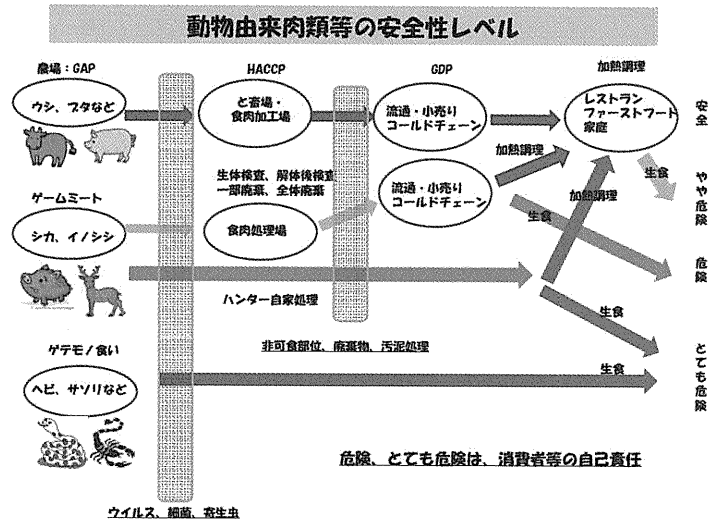 動物由来肉類等の安全性レベル
農場：GAP
HACCP
GDP
加熱調理
ウシ、ブタなど
と畜場・
食肉加工場
流通・小売り
コールドチェーン
レストラン
ファーストフード
家庭
安全
生体検査、解体後検査
一部廃棄、全体廃棄
加熱調理
生食
やや危険
ゲームミート
シカ、イノシシ
食肉処理場
流通・小売り
コールドチェーン
加熱調理
生食
危険
ハンター自家処理
生食
非可食部位、廃棄物、汚泥処理
ゲテモノ食い
ヘビ、サソリなど
生食
とても危険
危険、とても危険は、消費者等の自己責任
ウイルス、細菌、寄生虫